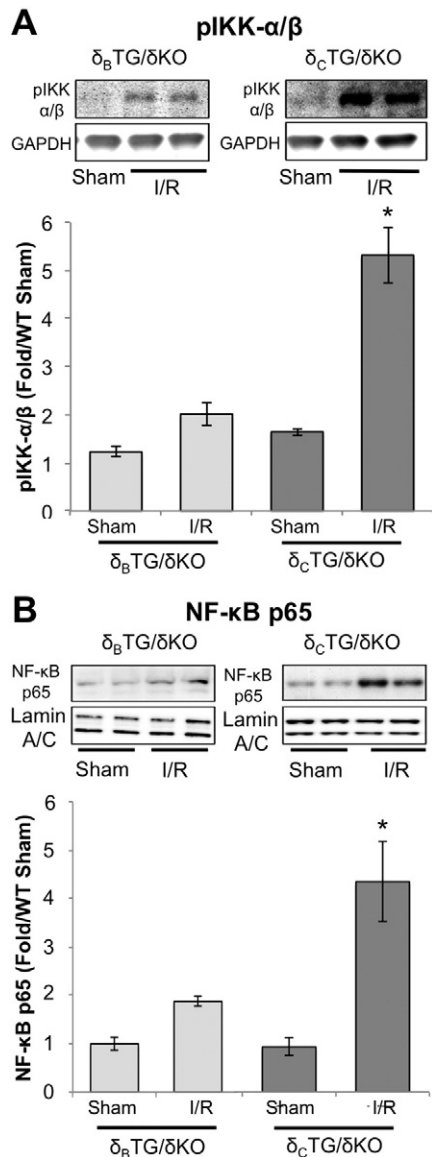 A pIKK-α/β
δBTG/δKO δCTG/δKO
pIKK α/β pIKK α/β
GAPDH GAPDH
Sham I/R Sham I/R
pIKK-α/β (Fold/WT Sham)
6
5
4
3
2
1
0
*
Sham I/R Sham I/R
δBTG/δKO δCTG/δKO
B NF-κB p65
δBTG/δKO δCTG/δKO
NF-κB p65 NF-κB p65
Lamin A/C Lamin A/C
Sham I/R Sham I/R
NF-κB p65 (Fold/WT Sham)
6
5
4
3
2
1
0
*
Sham I/R Sham I/R
δBTG/δKO δCTG/δKO